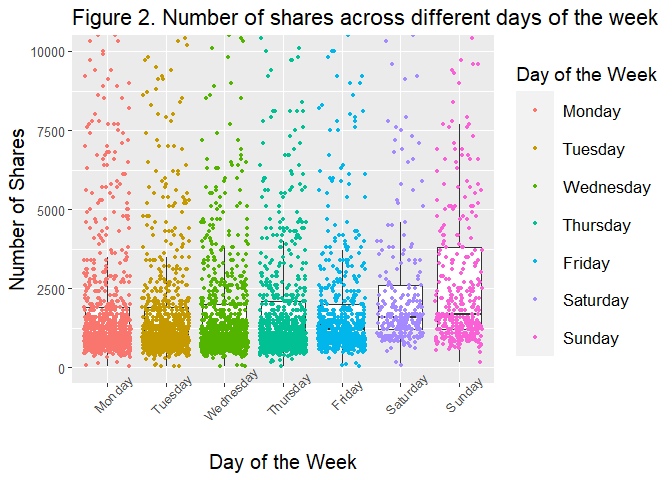 Figure 2. Number of shares across different days of the week
10000
7500
5000
2500
0
Number of Shares
Monday
Tuesday
Wednesday
Thursday
Friday
Saturday
Sunday
Day of the Week
Day of the Week
Monday
Tuesday
Wednesday
Thursday
Friday
Saturday
Sunday